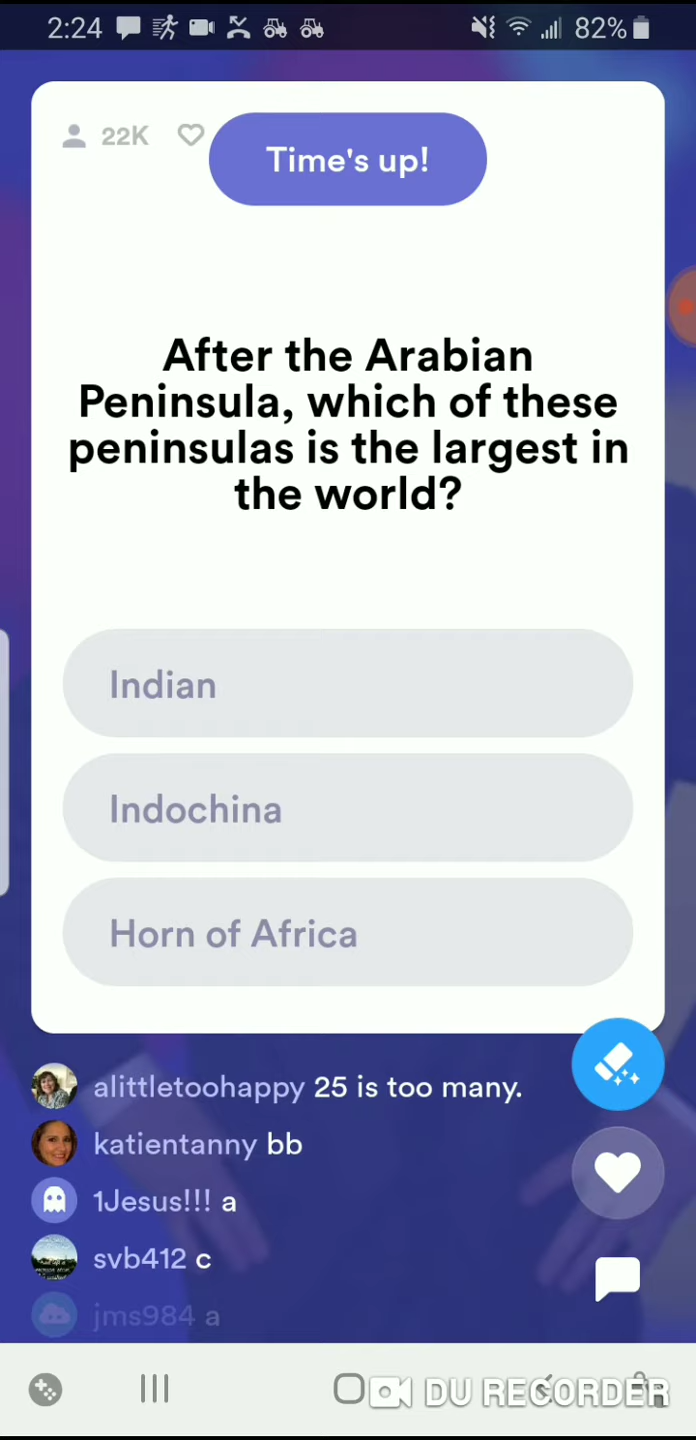 2:24 82%
22K
Time's up!
After the Arabian
Peninsula, which of these
peninsulas is the largest in
the world?
Indian
Indochina
Horn of Africa
alittletoohappy 25 is too many.
katientanny bb
1Jesus!!! a
svb412 c
jms984 a
DU RECORDER